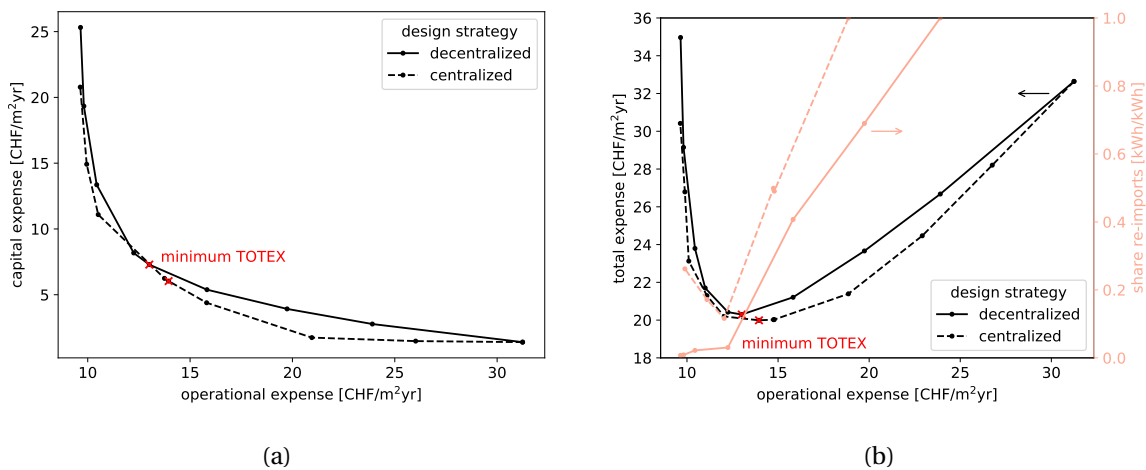 25
20
15
10
5
10
15
20
25
30
capital expense [CHF/m²yr]
operational expense [CHF/m²yr]
design strategy
decentralized
centralized
minimum TOTEX
(a)
36
34
32
30
28
26
24
22
20
18
10
15
20
25
30
total expense [CHF/m²yr]
operational expense [CHF/m²yr]
1.0
0.8
0.6
0.4
0.2
0.0
share re-imports [kWh/kWh]
design strategy
decentralized
centralized
minimum TOTEX
(b)